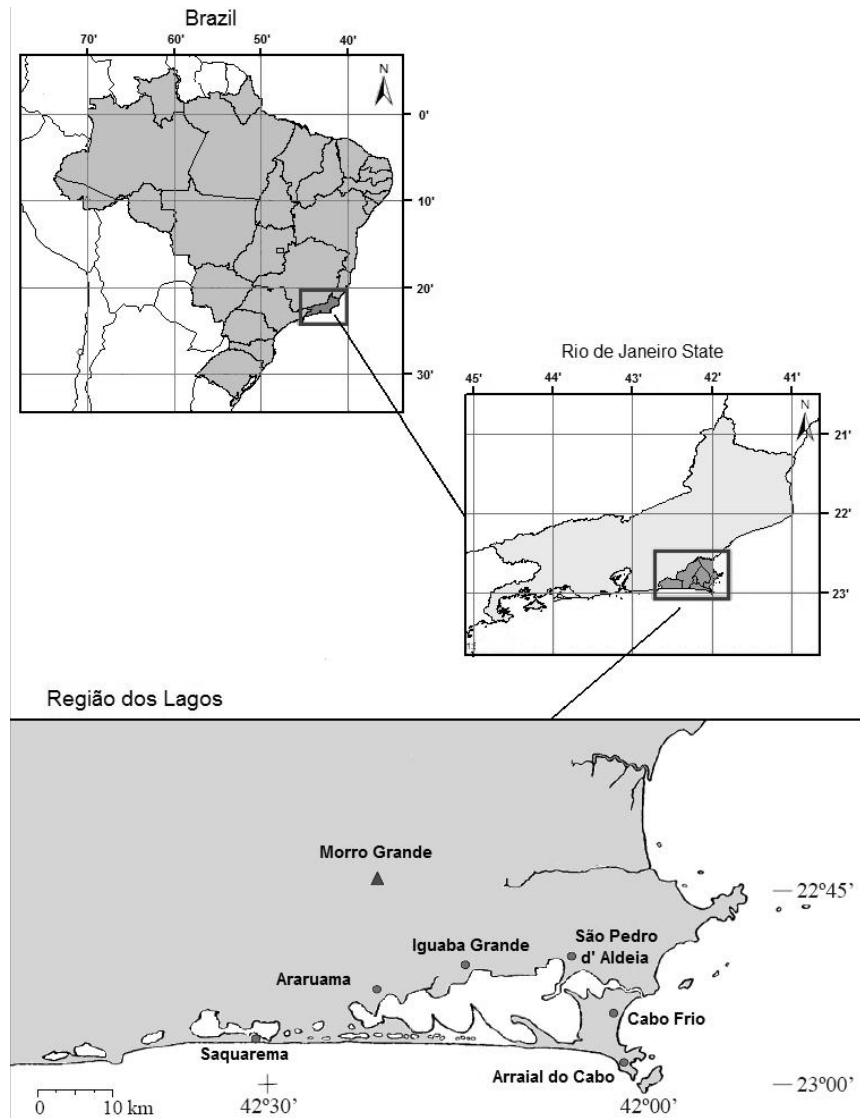 Brazil
70' 60' 50' 40'
N
0'
10'
20'
30'
Rio de Janeiro State
45' 44' 43' 42' 41'
N
21'
22'
23'
Região dos Lagos
Morro Grande
22°45'
São Pedro
d' Aldeia
Iguaba Grande
Araruama
Cabo Frio
Saquarema
Arraial do Cabo
23°00'
0 10 km
42°30' 42°00'